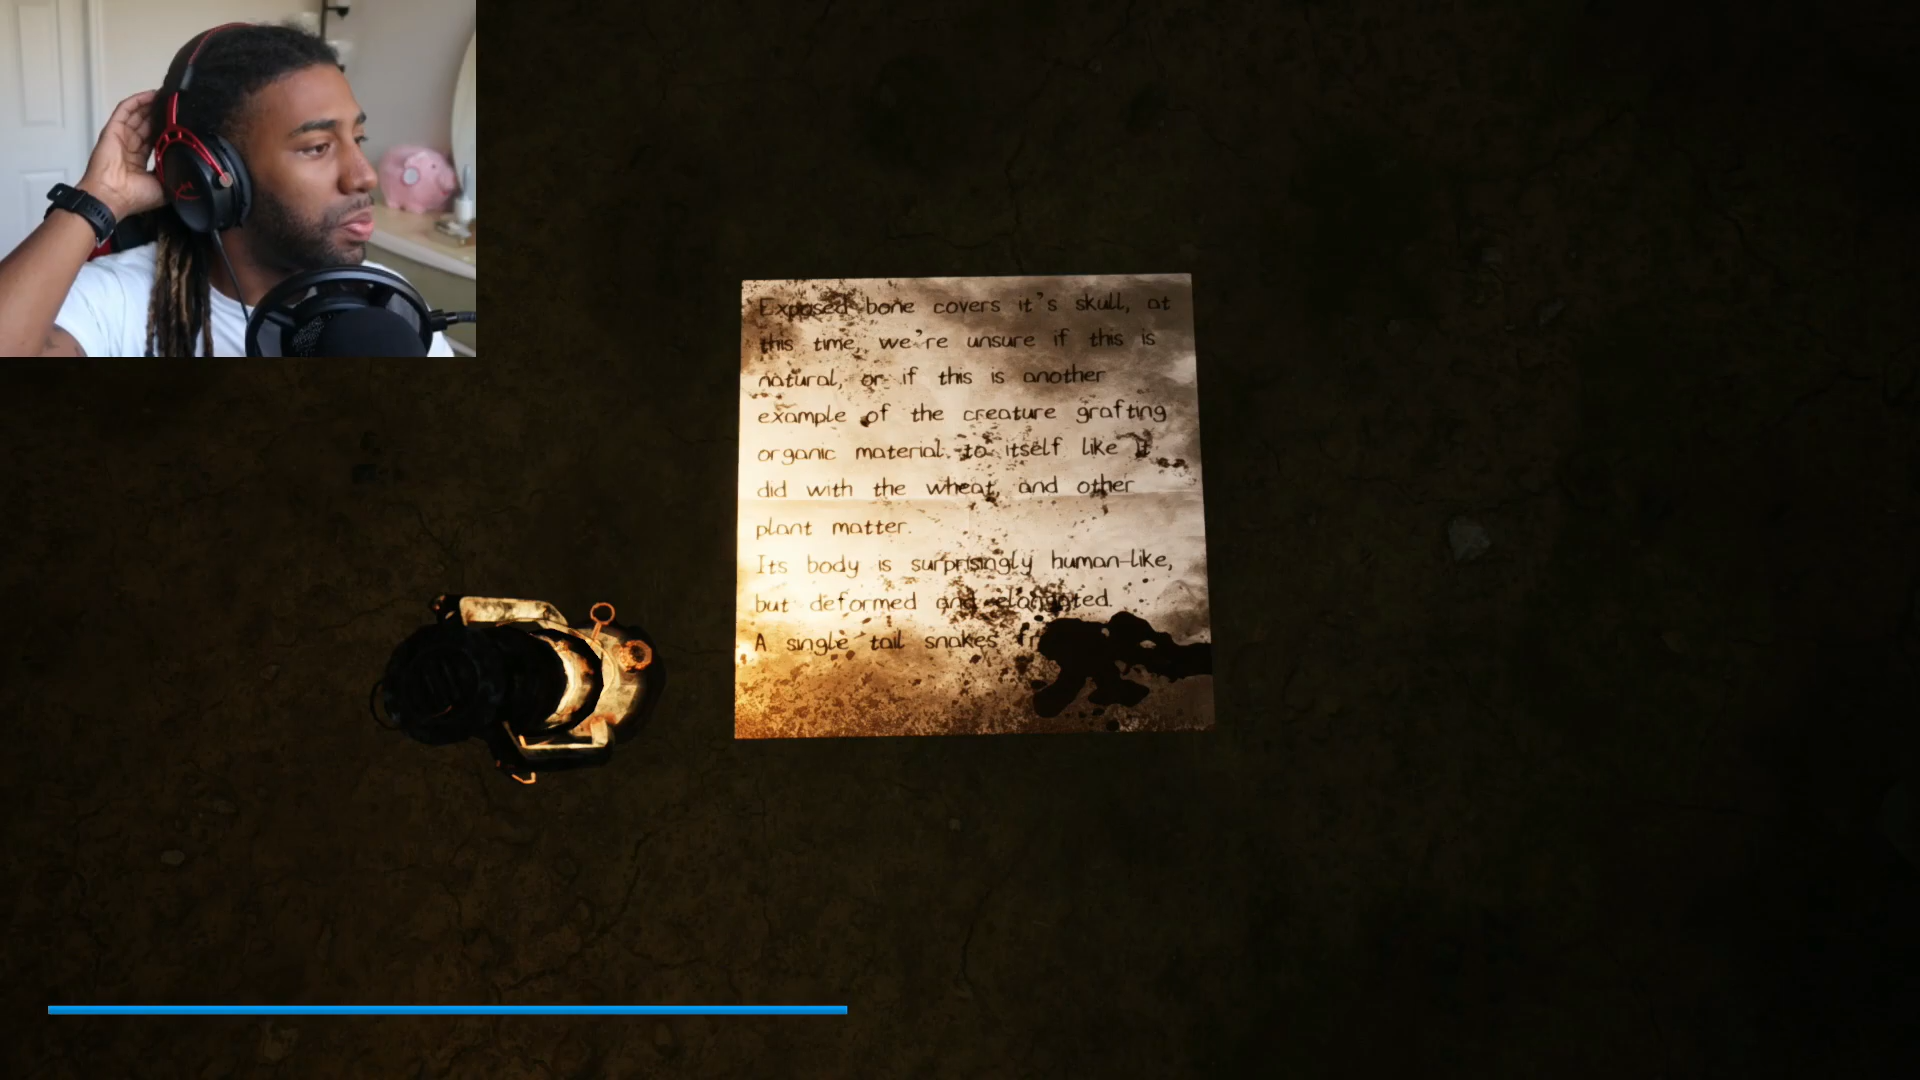 Exposed bone covers it's skull, at
this time, we're unsure if this is
natural, or if this is another
example of the creature grafting
organic material to itself like it
did with the wheat, and other
plant matter.
Its body is surprisingly human-like,
but deformed and elongated.
A single tail snakes